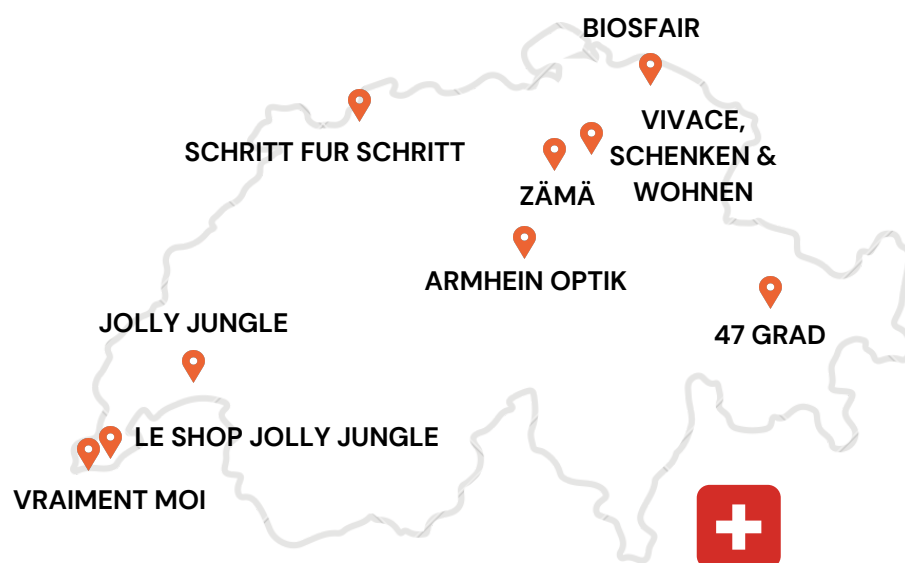 BIOSFAIR
VIVACE,
SCHENKEN &
WOHNEN
SCHRITT FUR SCHRITT
ZÄMÄ
ARMHEIN OPTIK
JOLLY JUNGLE
47 GRAD
LE SHOP JOLLY JUNGLE
VRAIMENT MOI